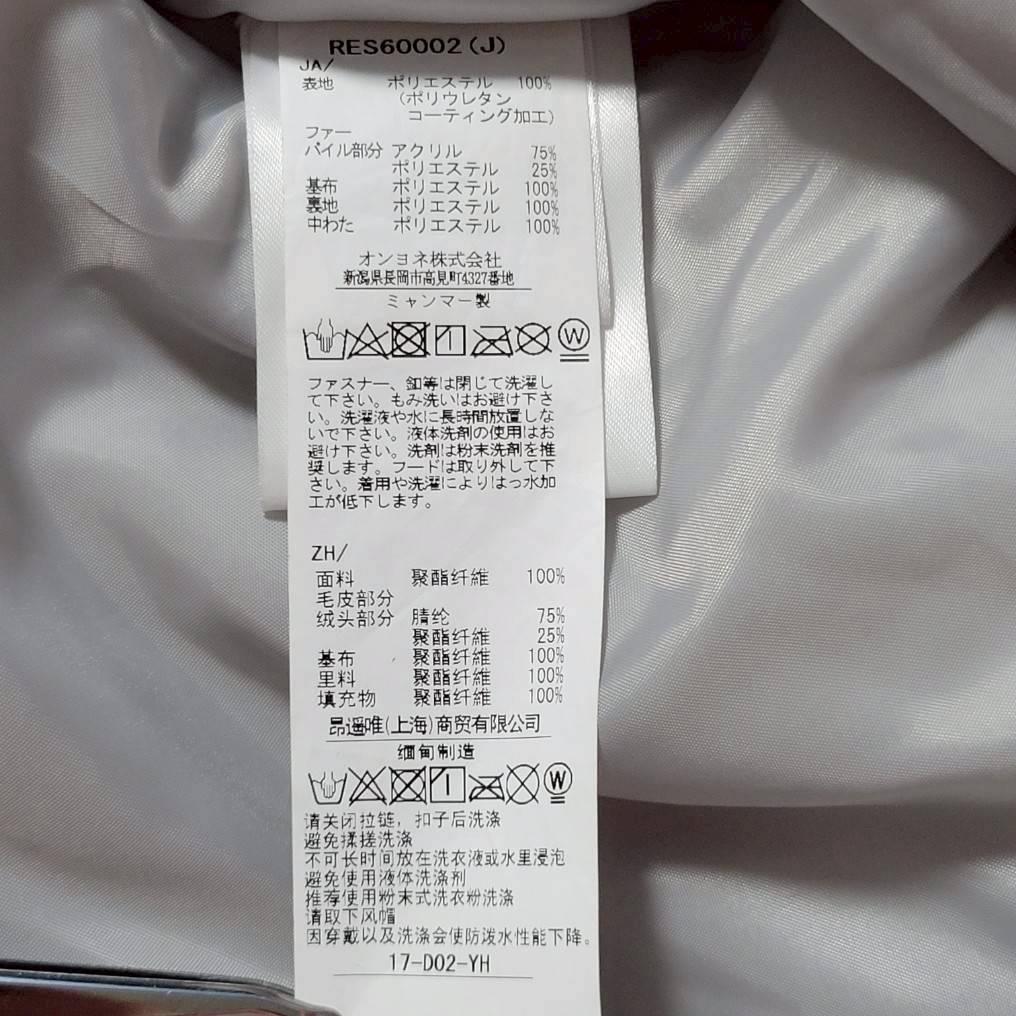 RES60002(J)
JA/
表地 ポリエステル 100%
(ポリウレタン
コーティング加工)
ファー
パイル部分 アクリル 75%
ポリエステル 25%
基布 ポリエステル 100%
裏地 ポリエステル 100%
中わた ポリエステル 100%
オンヨネ株式会社
新潟県長岡市高見町4327番地
ミャンマー製
W
ファスナー、釦等は閉じて洗濯し
て下さい。もみ洗いはお避け下さ
い。洗濯液や水に長時間放置しな
いで下さい。液体洗剤の使用はお
避け下さい。洗剤は粉末洗剤を推
奨します。フードは取り外して下
さい。着用や洗濯によりはっ水加
工が低下します。
ZH/
面料 聚酯纤維 100%
毛皮部分
绒头部分 腈纶 75%
聚酯纤維 25%
基布 聚酯纤維 100%
里料 聚酯纤維 100%
填充物 聚酯纤維 100%
昂遥唯(上海)商贸有限公司
缅甸制造
W
请关闭拉链，扣子后洗涤
避免揉搓洗涤
不可长时间放在洗衣液或水里浸泡
避免使用液体洗涤剂
推荐使用粉末式洗衣粉洗涤
请取下风帽
因穿戴以及洗涤会使防泼水性能下降。
17-D02-YH